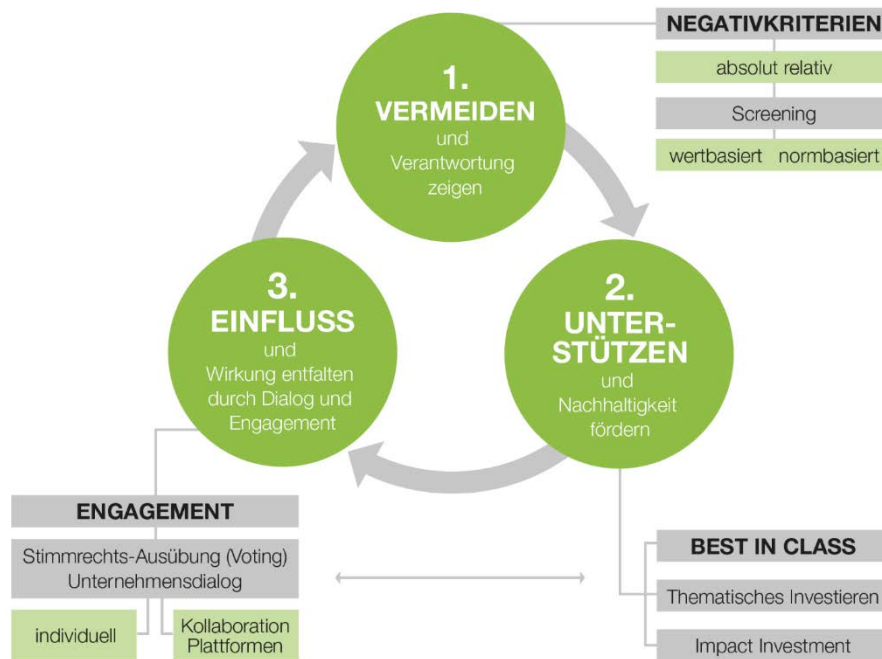 1.
VERMEIDEN
und
Verantwortung
zeigen
NEGATIVKRITERIEN
absolut relativ
Screening
wertbasiert normbasiert
2.
UNTER-
STÜTZEN
und
Nachhaltigkeit
fördern
BEST IN CLASS
Thematisches Investieren
Impact Investment
3.
EINFLUSS
und
Wirkung entfalten
durch Dialog und
Engagement
ENGAGEMENT
Stimmrechts-Ausübung (Voting)
Unternehmensdialog
individuell
Kollaboration
Plattformen